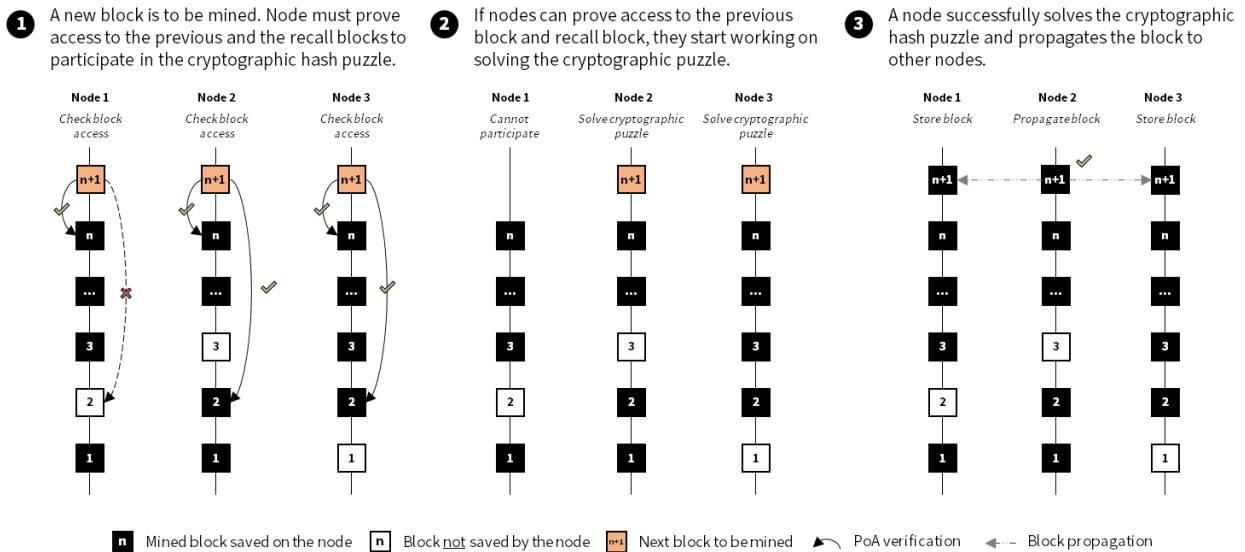 1
A new block is to be mined. Node must prove
access to the previous and the recall blocks to
participate in the cryptographic hash puzzle.
Node 1
Node 2
Node 3
Check block
access
Check block
access
Check block
access
n+1
n+1
n+1
n
n
n
...
...
...
3
3
3
2
2
2
1
1
1
2
If nodes can prove access to the previous
block and recall block, they start working on
solving the cryptographic puzzle.
Node 1
Node 2
Node 3
Cannot
participate
Solve cryptographic
puzzle
Solve cryptographic
puzzle
n+1
n+1
n
n
n
...
...
...
3
3
3
2
2
2
1
1
1
3
A node successfully solves the cryptographic
hash puzzle and propagates the block to
other nodes.
Node 1
Node 2
Node 3
Store block
Propagate block
Store block
n+1
n+1
n+1
n
n
n
...
...
...
3
3
3
2
2
2
1
1
1
n
Mined block saved on the node
n
Block not saved by the node
n+1
Next block to be mined
PoA verification
Block propagation